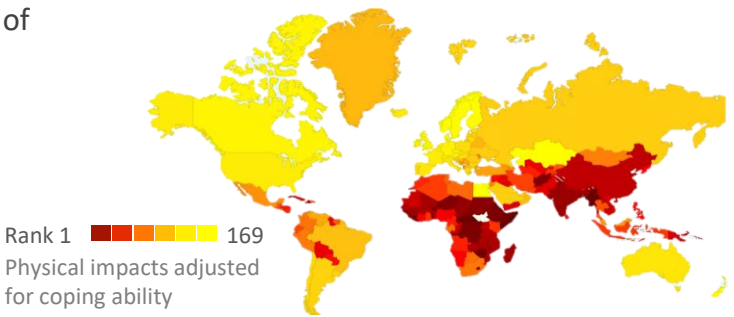 of
Rank 1 169
Physical impacts adjusted
for coping ability